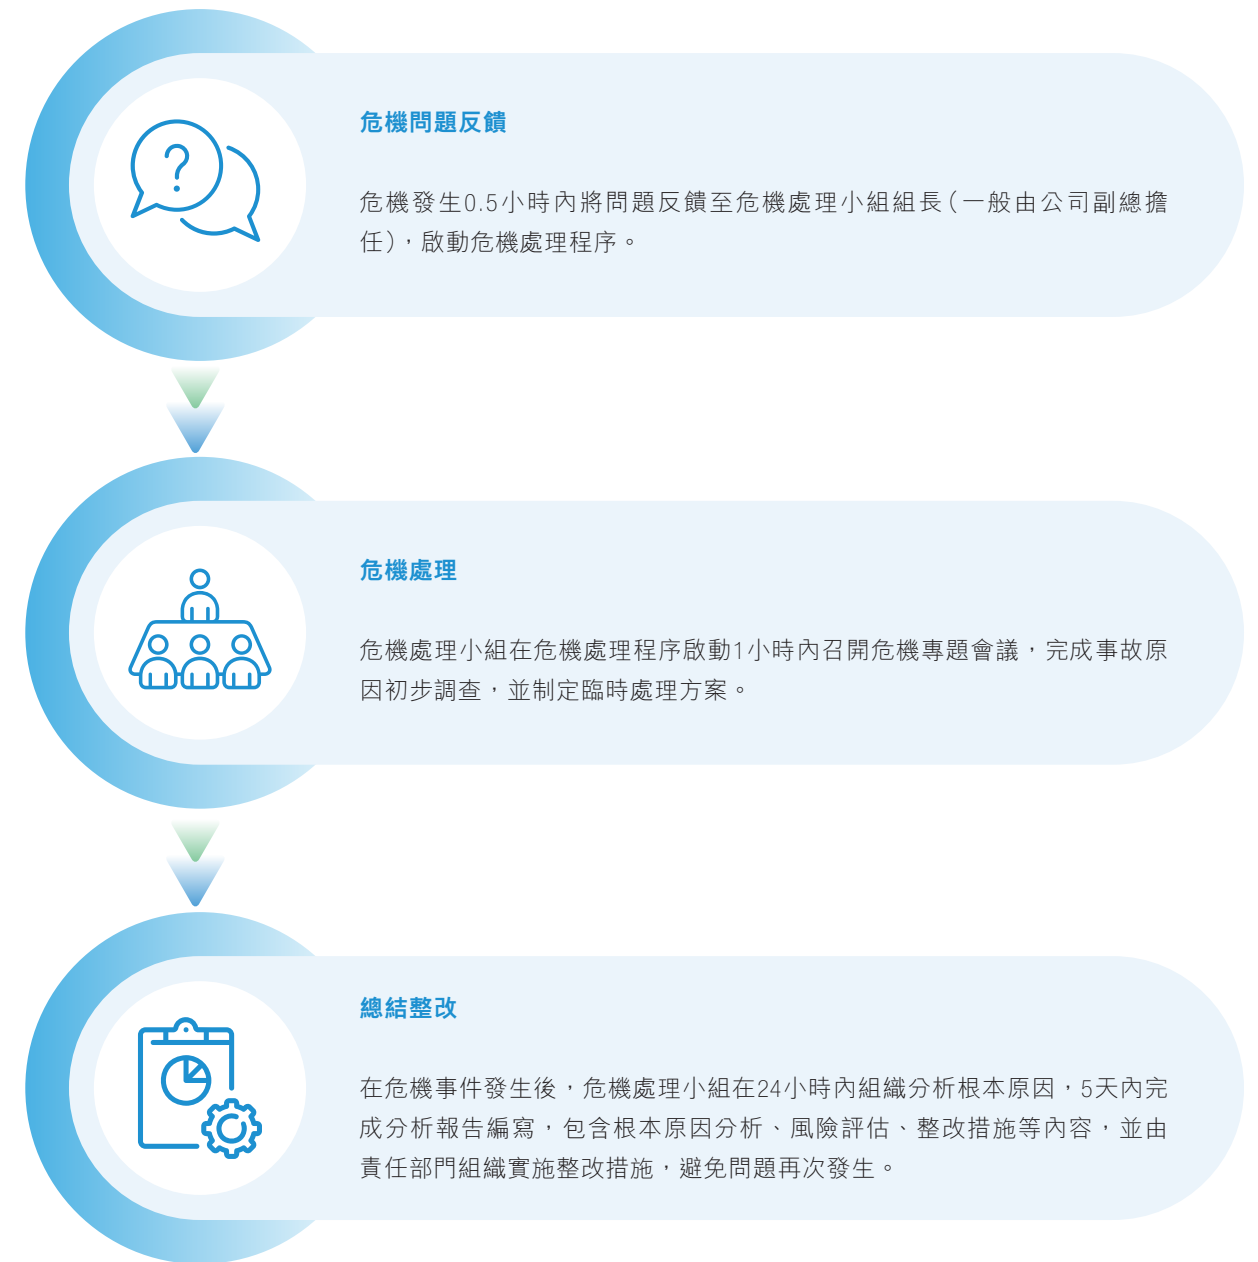 危機問題反饋
危機發生0.5小時內將問題反饋至危機處理小組組長（一般由公司副總擔
任），啟動危機處理程序。
危機處理
危機處理小組在危機處理程序啟動1小時內召開危機專題會議，完成事故原
因初步調查，並制定臨時處理方案。
總結整改
在危機事件發生後，危機處理小組在24小時內組織分析根本原因，5天內完
成分析報告編寫，包含根本原因分析、風險評估、整改措施等內容，並由
責任部門組織實施整改措施，避免問題再次發生。